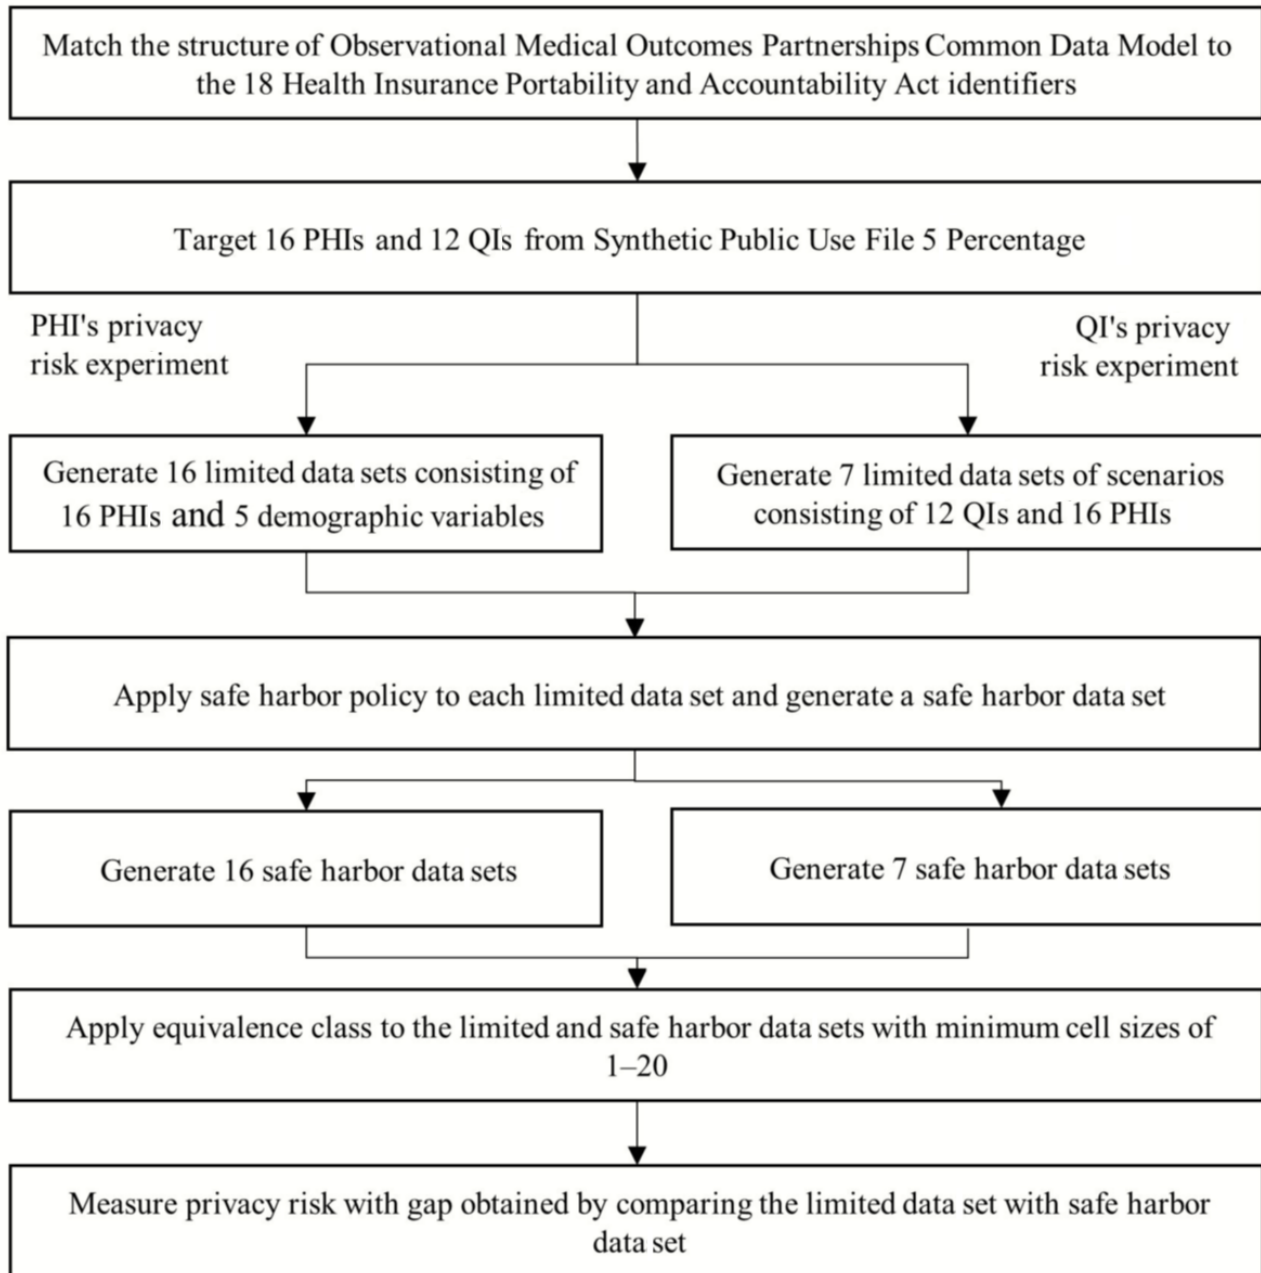 Match the structure of Observational Medical Outcomes Partnerships Common Data Model to
the 18 Health Insurance Portability and Accountability Act identifiers
Target 16 PHIs and 12 QIs from Synthetic Public Use File 5 Percentage
PHI's privacy
risk experiment
QI's privacy
risk experiment
Generate 16 limited data sets consisting of
16 PHIs and 5 demographic variables
Generate 7 limited data sets of scenarios
consisting of 12 QIs and 16 PHIs
Apply safe harbor policy to each limited data set and generate a safe harbor data set
Generate 16 safe harbor data sets
Generate 7 safe harbor data sets
Apply equivalence class to the limited and safe harbor data sets with minimum cell sizes of
1–20
Measure privacy risk with gap obtained by comparing the limited data set with safe harbor
data set